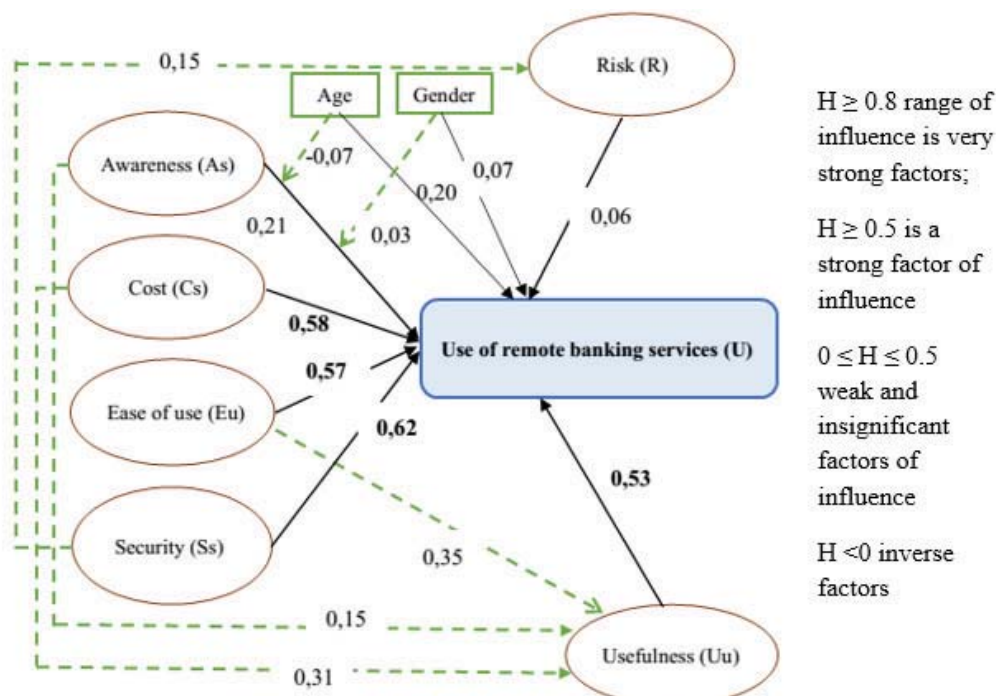 0,15
Risk (R)
Age
Gender
H ≥ 0.8 range of
influence is very
strong factors;
Awareness (As)
-0,07
0,07
0,20
0,21
0,03
0,06
H ≥ 0.5 is a
strong factor of
influence
Cost (Cs)
0,58
Use of remote banking services (U)
0,57
0 ≤ H ≤ 0.5
weak and
insignificant
factors of
influence
Ease of use (Eu)
0,62
0,53
Security (Ss)
0,35
H <0 inverse
factors
0,15
Usefulness (Uu)
0,31